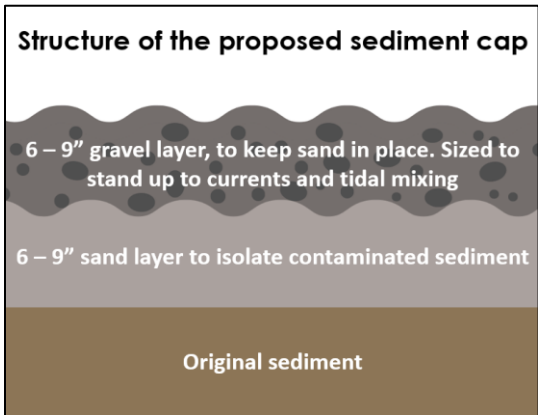 Structure of the proposed sediment cap
6 – 9” gravel layer, to keep sand in place. Sized to
stand up to currents and tidal mixing
6 – 9” sand layer to isolate contaminated sediment
Original sediment